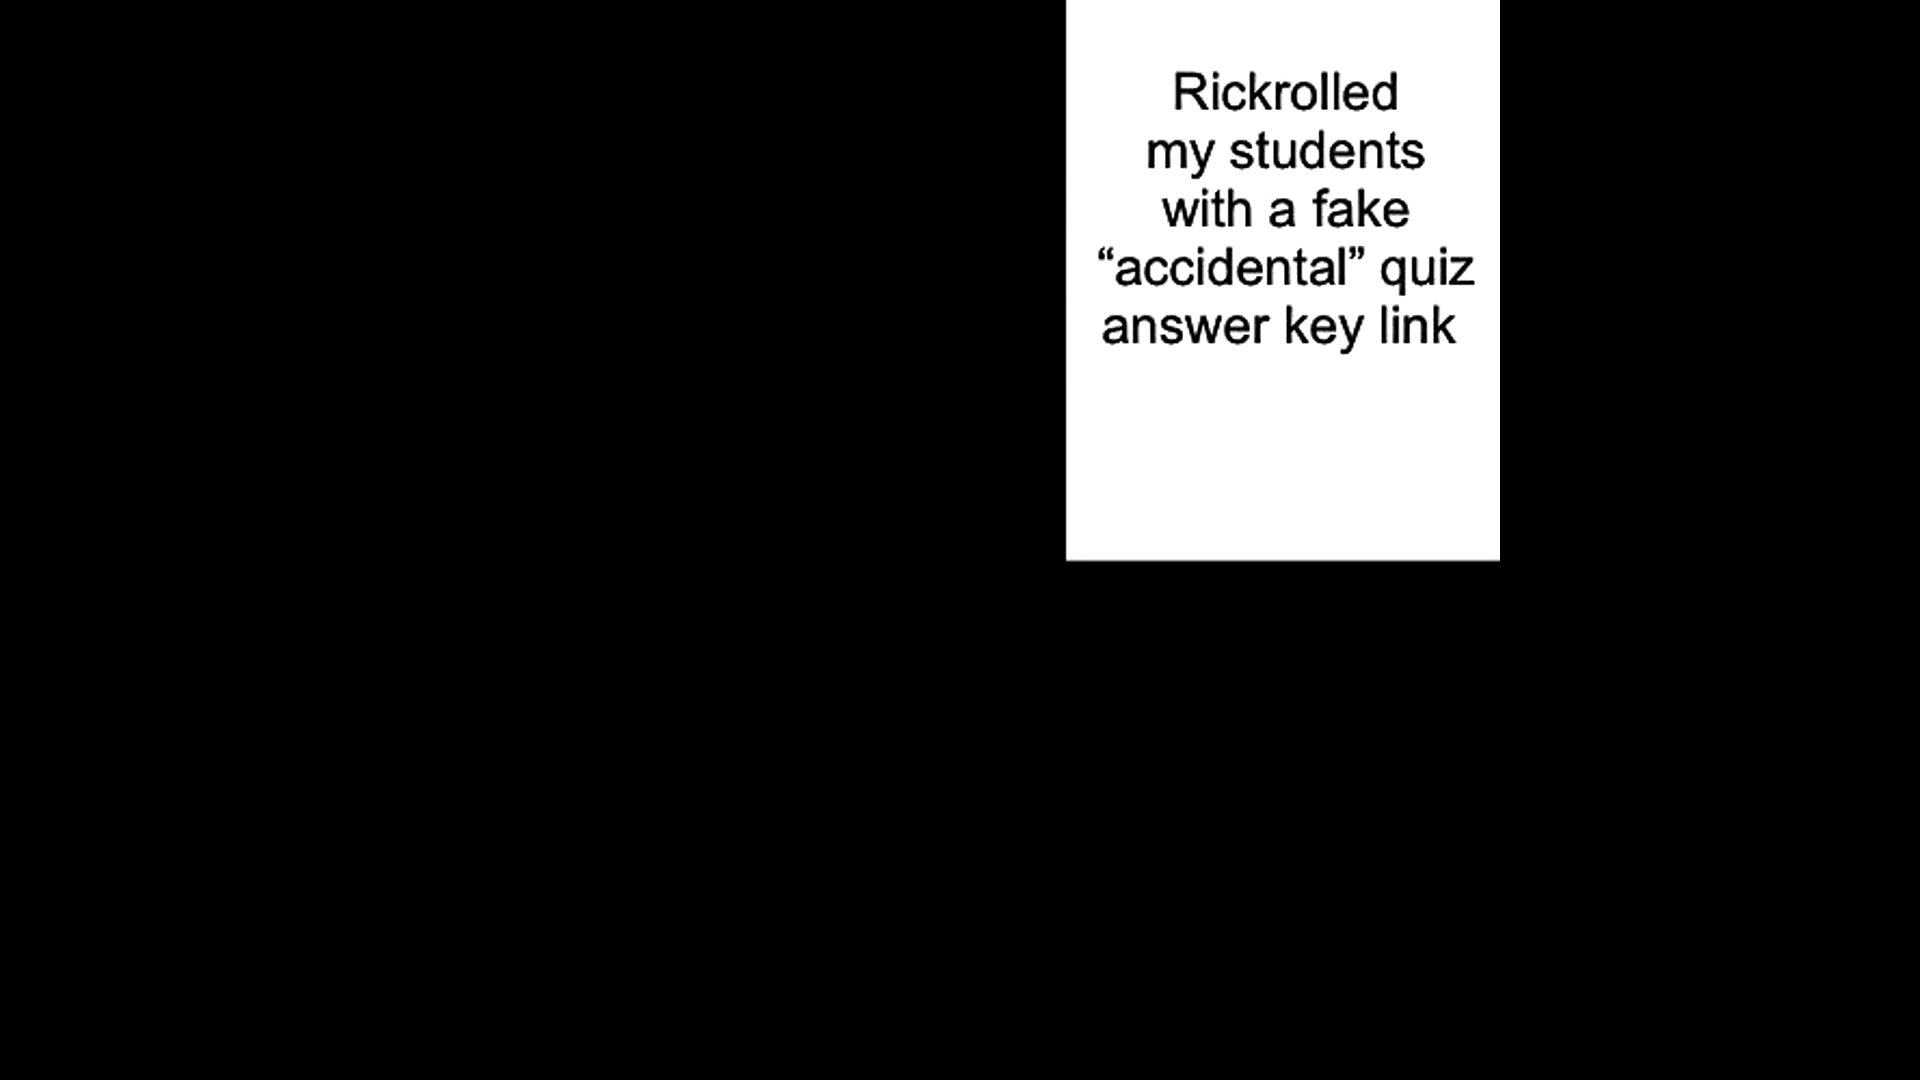 Rickrolled
my students
with a fake
“accidental” quiz
answer key link